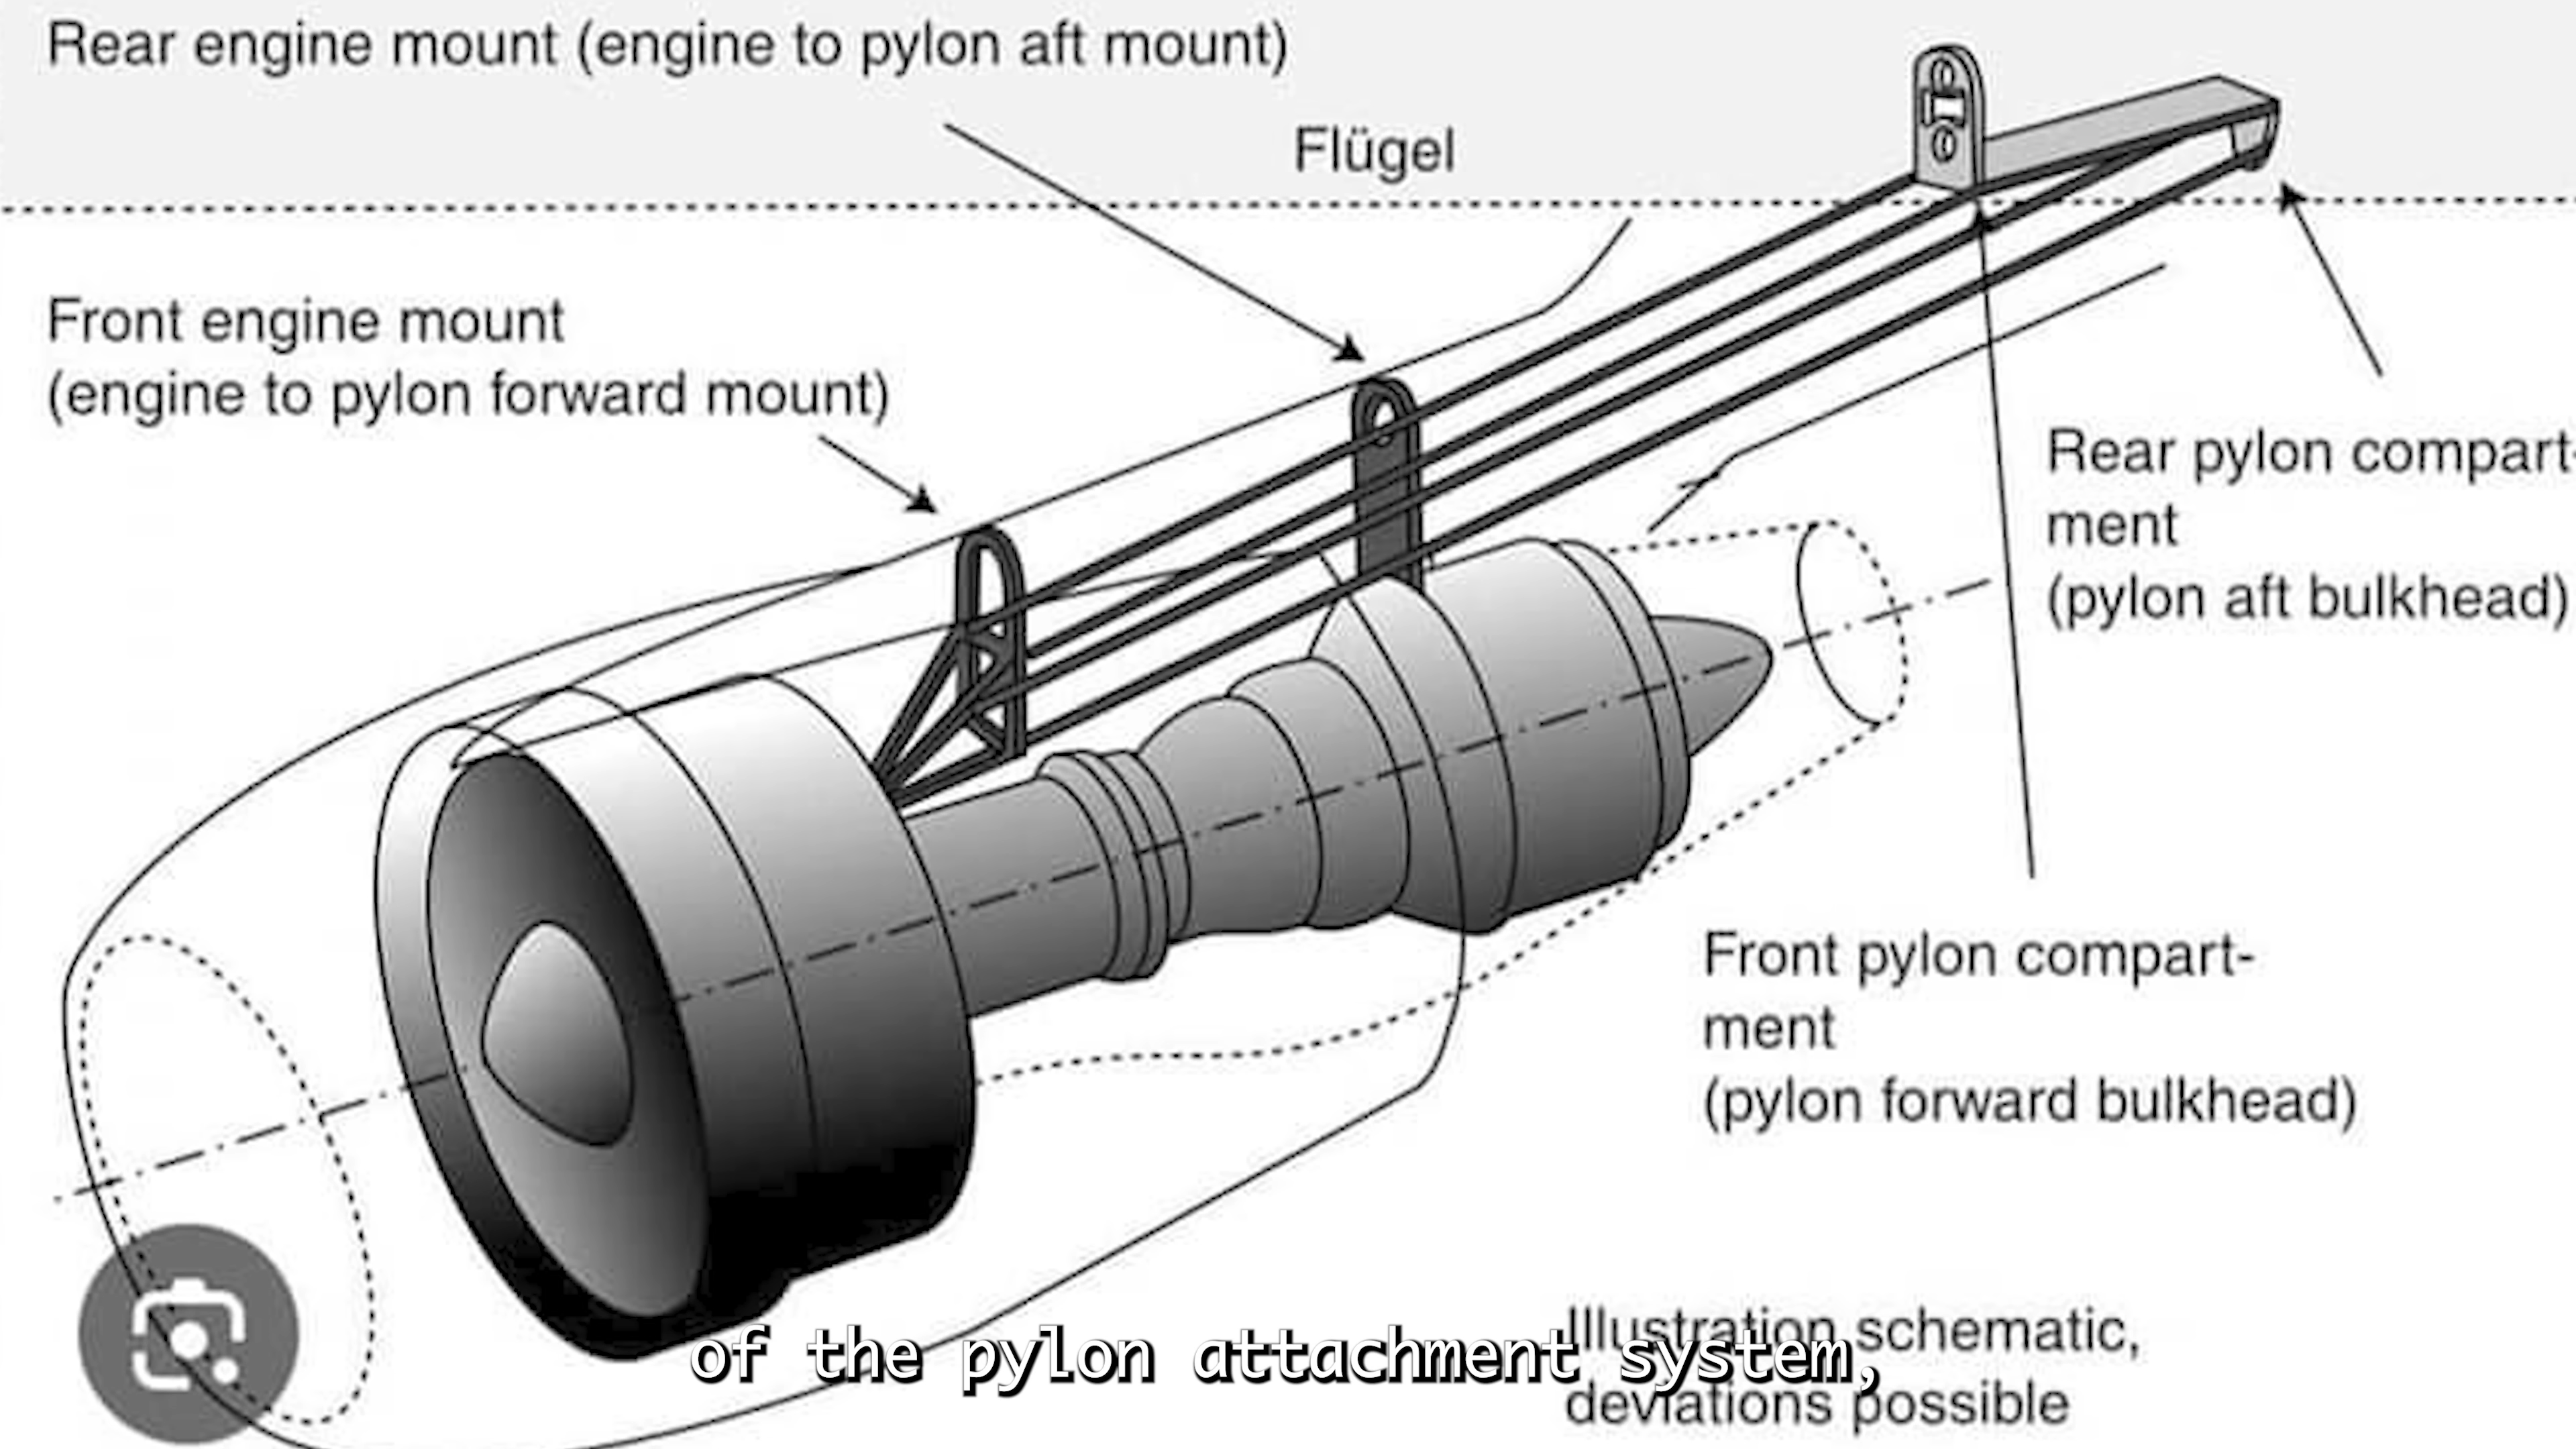 Rear engine mount (engine to pylon aft mount)
Flügel
Front engine mount
(engine to pylon forward mount)
Rear pylon compart-
ment
(pylon aft bulkhead)
Front pylon compart-
ment
(pylon forward bulkhead)
Illustration schematic,
deviations possible
of the pylon attachment system,